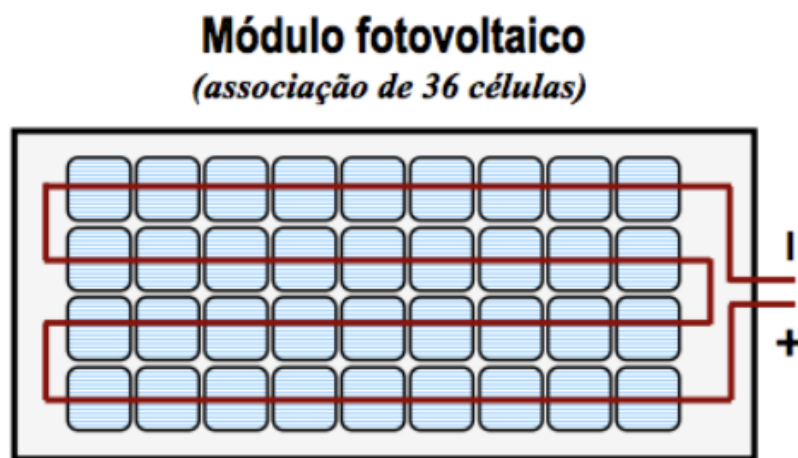 Módulo fotovoltaico
(associação de 36 células)
-
+